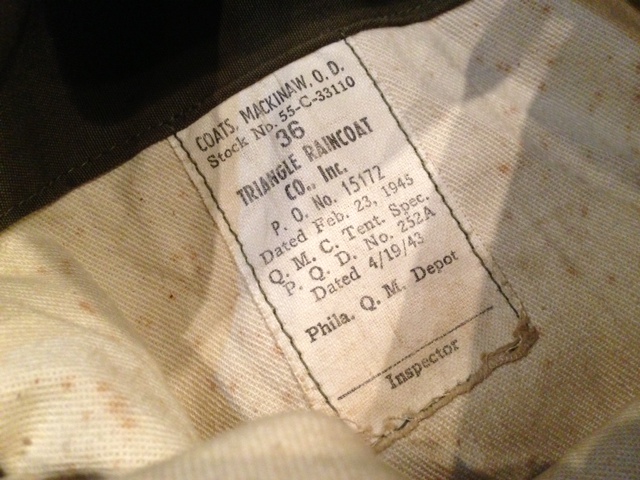 COATS, MACKINAW, O. D.
Stock No. 55-C-33110
36
TRIANGLE RAINCOAT
CO., Inc.
P. O. No. 15172
Dated Feb. 23, 1945
Q. M. C. Tent. Spec.
P. Q. D. No. 252A
Dated 4/19/43
Phila. Q. M. Depot
Inspector